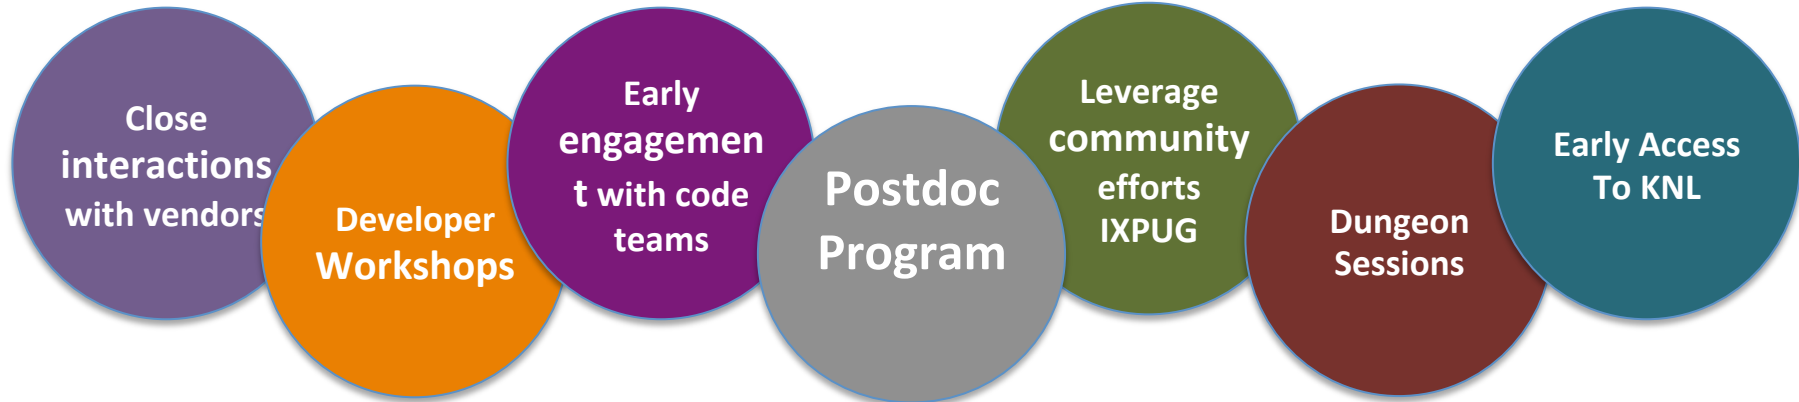 Close
interactions
with vendors
Developer
Workshops
Early
engagemen
t with code
teams
Postdoc
Program
Leverage
community
efforts
IXPUG
Dungeon
Sessions
Early Access
To KNL